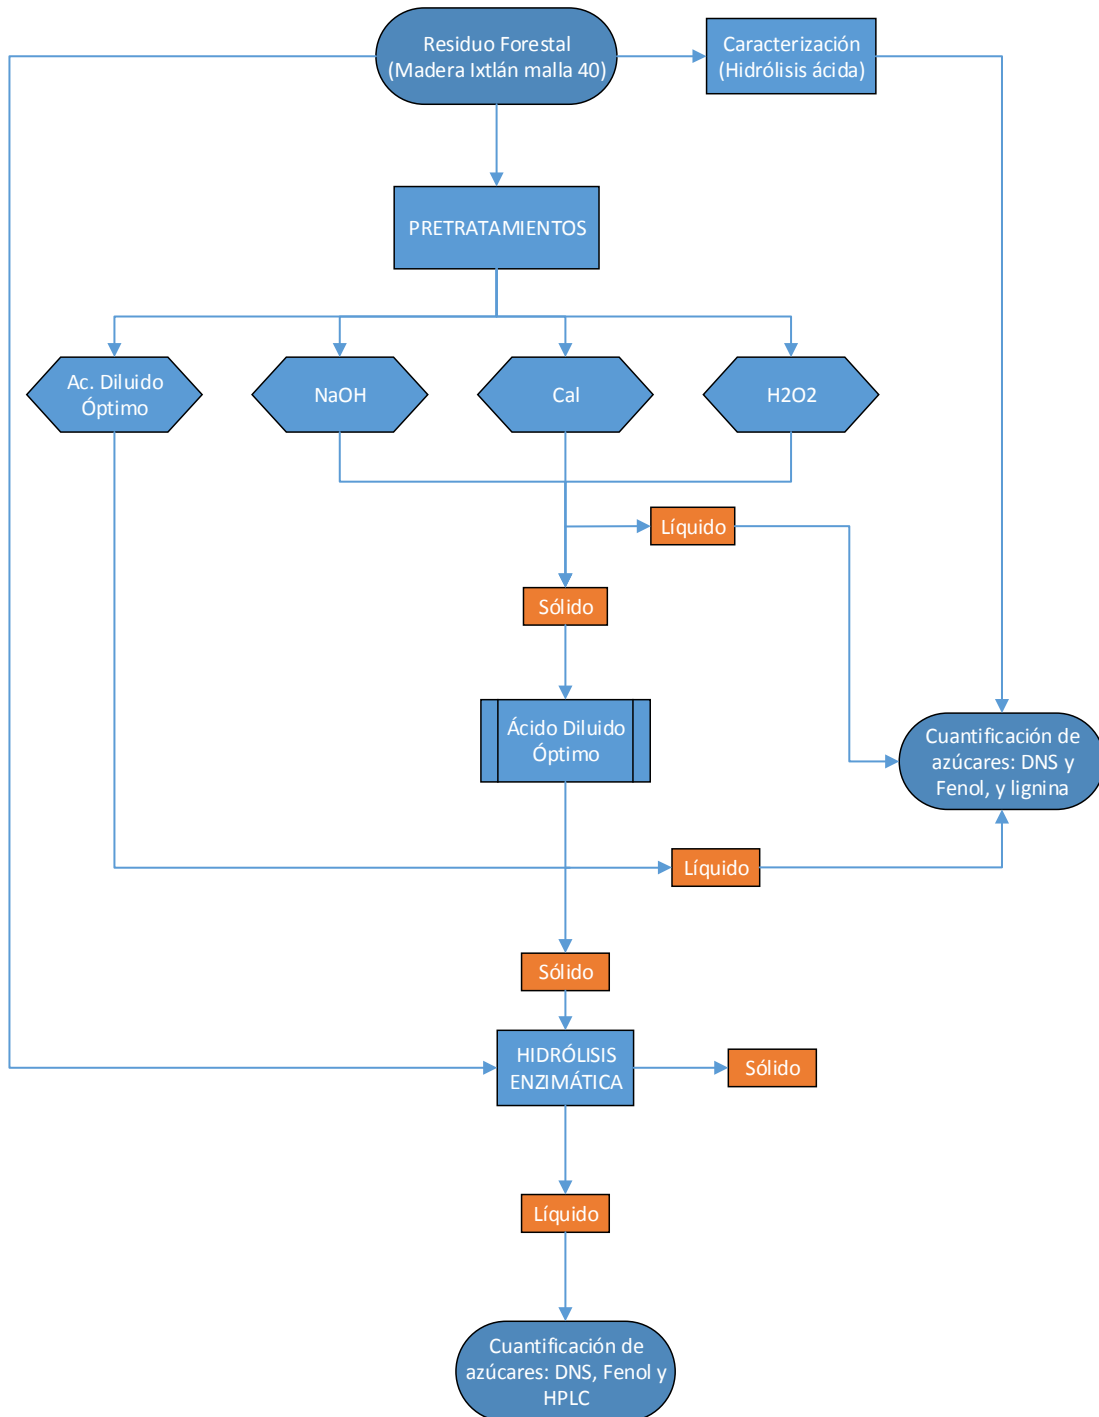 Residuo Forestal
(Madera Ixtlán malla 40)
Caracterización
(Hidrólisis ácida)
PRETRATAMIENTOS
Ac. Diluido
Óptimo
NaOH
Cal
H2O2
Líquido
Sólido
Ácido Diluido
Óptimo
Cuantificación de
azúcares: DNS y
Fenol, y lignina
Líquido
Sólido
HIDRÓLISIS
ENZIMÁTICA
Sólido
Líquido
Cuantificación de
azúcares: DNS, Fenol y
HPLC